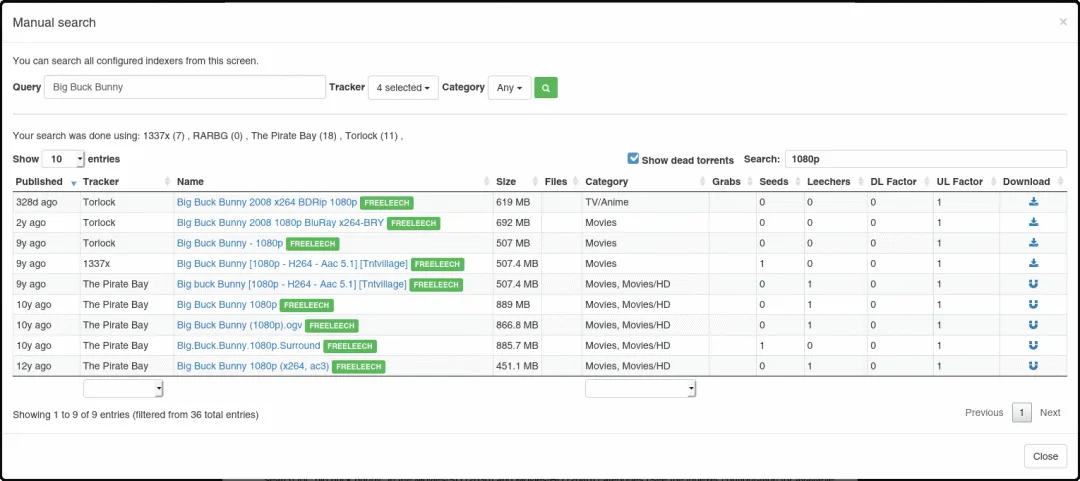 Manual search ×
You can search all configured indexers from this screen.
Query Big Buck Bunny Tracker 4 selected Category Any
Your search was done using: 1337x (7) , RARBG (0) , The Pirate Bay (18) , Torlock (11) ,
Show 10 entries Show dead torrents Search: 1080p
Published Tracker Name Size Files Category Grabs Seeds Leechers DL Factor UL Factor Download
328d ago Torlock Big Buck Bunny 2008 x264 BDRip 1080p FREELEECH 619 MB TV/Anime 0 0 0 1
2y ago Torlock Big Buck Bunny 2008 1080p BluRay x264-BRY FREELEECH 692 MB Movies 0 0 0 1
9y ago Torlock Big Buck Bunny - 1080p FREELEECH 507 MB Movies 0 0 0 1
9y ago 1337x Big Buck Bunny [1080p - H264 - Aac 5.1] [Tntvillage] FREELEECH 507.4 MB Movies 1 0 0 1
9y ago The Pirate Bay Big buck Bunny [1080p - H264 - Aac 5.1] [Tntvillage] FREELEECH 507.4 MB Movies, Movies/HD 0 1 0 1
10y ago The Pirate Bay Big Buck Bunny 1080p FREELEECH 889 MB Movies, Movies/HD 0 1 0 1
10y ago The Pirate Bay Big Buck Bunny (1080p).ogv FREELEECH 866.8 MB Movies, Movies/HD 0 1 0 1
10y ago The Pirate Bay Big.Buck.Bunny.1080p.Surround FREELEECH 885.7 MB Movies, Movies/HD 1 0 0 1
12y ago The Pirate Bay Big Buck Bunny 1080p (x264, ac3) FREELEECH 451.1 MB Movies, Movies/HD 0 1 0 1
Showing 1 to 9 of 9 entries (filtered from 36 total entries) Previous 1 Next
Close